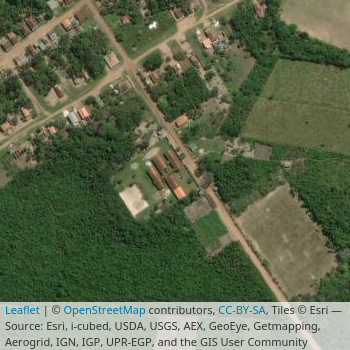 Leaflet | © OpenStreetMap contributors, CC-BY-SA, Tiles © Esri —
Source: Esri, i-cubed, USDA, USGS, AEX, GeoEye, Getmapping,
Aerogrid, IGN, IGP, UPR-EGP, and the GIS User Community